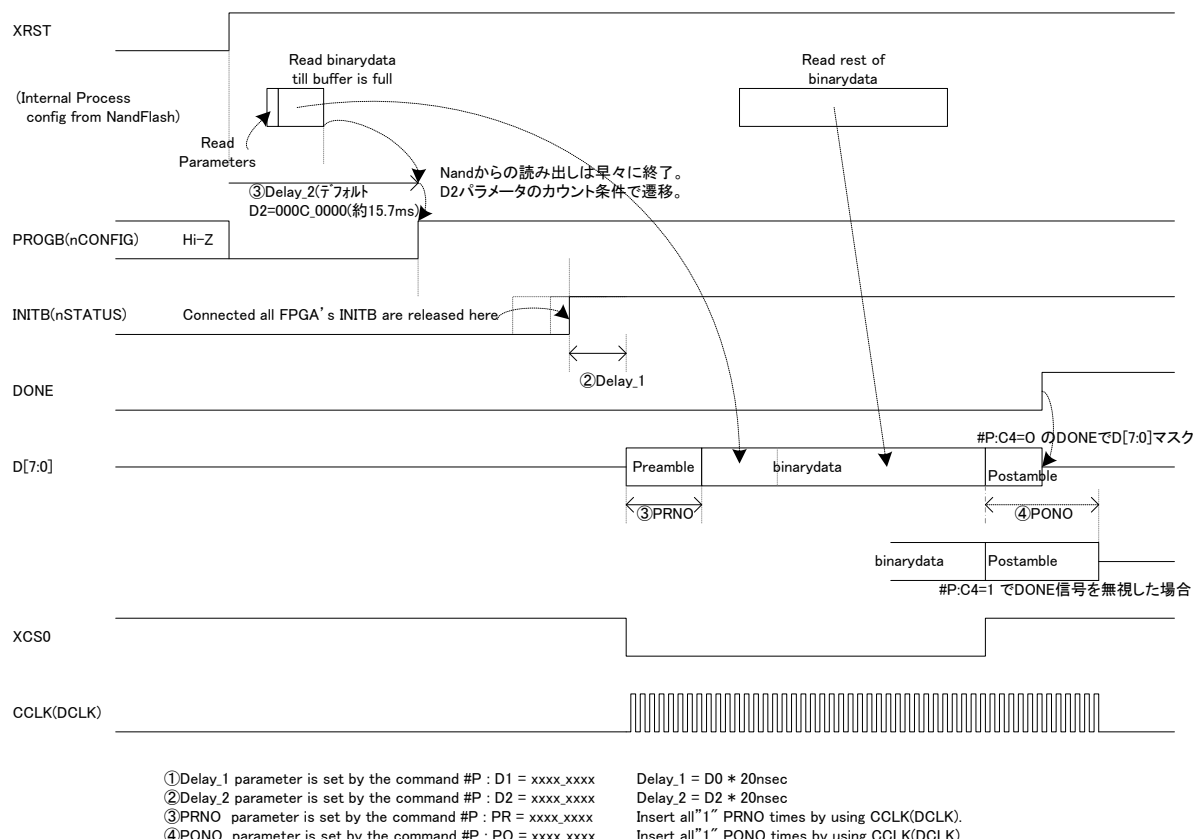 XRST
Read binarydata
till buffer is full
Read rest of
binarydata
(Internal Process
config from NandFlash)
Read
Parameters
Nandからの読み出しは早々に終了。
D2パラメータのカウント条件で遷移。
③Delay_2(デフォルト
D2=000C_0000(約15.7ms)
PROGB(nCONFIG)
Hi-Z
INITB(nSTATUS)
Connected all FPGA's INITB are released here
②Delay_1
DONE
#P:C4=0 のDONEでD[7:0]マスク
D[7:0]
Preamble
binarydata
Postamble
③PRNO
④PONO
binarydata
Postamble
#P:C4=1 でDONE信号を無視した場合
XCS0
CCLK(DCLK)
①Delay_1 parameter is set by the command #P : D1 = xxxx_xxxx Delay_1 = D0 * 20nsec
②Delay_2 parameter is set by the command #P : D2 = xxxx_xxxx Delay_2 = D2 * 20nsec
③PRNO parameter is set by the command #P : PR = xxxx_xxxx Insert all"1" PRNO times by using CCLK(DCLK).
④PONO parameter is set by the command #P : PO = xxxx_xxxx Insert all"1" PONO times by using CCLK(DCLK)